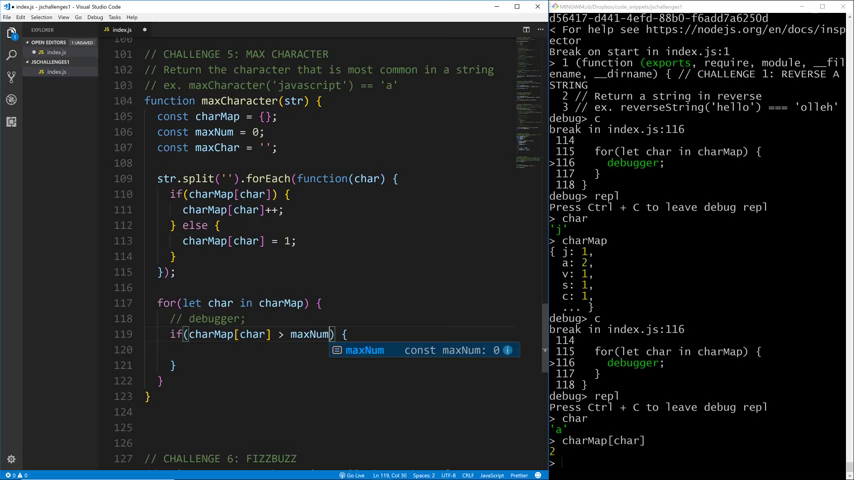 index.js - Visual Studio Code
File Edit Selection View Go Debug Tasks Help
index.js
EXPLORER
OPEN EDITORS 1 UNSAVED
index.js
JSCHALLENGES1
index.js
100
101 // CHALLENGE 5: MAX CHARACTER
102 // Return the character that is most common in a string
103 // ex. maxCharacter('javascript') == 'a'
104 function maxCharacter(str) {
105 const charMap = {};
106 const maxNum = 0;
107 const maxChar = '';
108
109 str.split('').forEach(function(char) {
110 if(charMap[char]) {
111 charMap[char]++;
112 } else {
113 charMap[char] = 1;
114 }
115 });
116
117 for(let char in charMap) {
118 // debugger;
119 if(charMap[char] > maxNum) {
maxNum const maxNum: 0
120
121 }
122 }
123 }
124
125
126
127 // CHALLENGE 6: FIZZBUZZ
0 0 Go Live Ln 119, Col 30 Spaces: 2 UTF-8 CRLF JavaScript Prettier
MINGW64:/d/Dropbox/code_snippets/jschallenges1
d56417-d441-4efd-88b0-f6add7a6250d
< For help see https://nodejs.org/en/docs/insp
ector
Break on start in index.js:1
> 1 (function (exports, require, module, __fil
ename, __dirname) { // CHALLENGE 1: REVERSE A
STRING
2 // Return a string in reverse
3 // ex. reverseString('hello') === 'olleh'
debug> c
break in index.js:116
114
115 for(let char in charMap) {
>116 debugger;
117 }
118 }
debug> repl
Press Ctrl + C to leave debug repl
> char
'j'
> charMap
{ j: 1,
a: 2,
v: 1,
s: 1,
c: 1,
... }
debug> c
break in index.js:116
114
115 for(let char in charMap) {
>116 debugger;
117 }
118 }
debug> repl
Press Ctrl + C to leave debug repl
> char
'a'
> charMap[char]
2
>